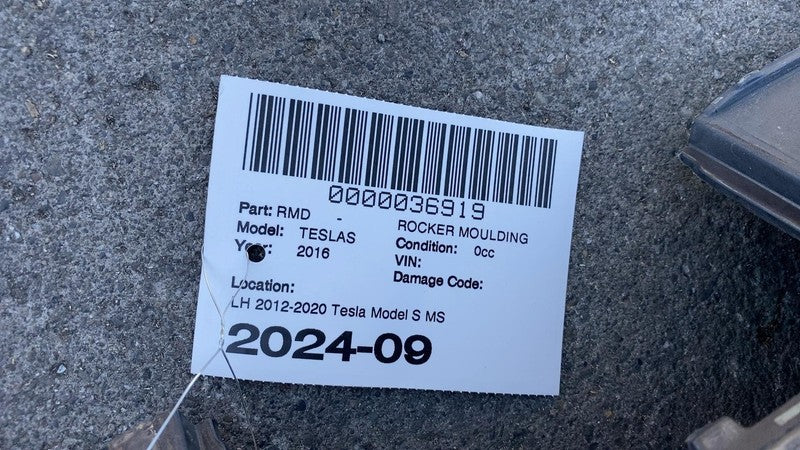 0000036919
Part: RMD - ROCKER MOULDING
Model: TESLAS Condition: 0cc
Year: 2016 VIN:
Damage Code:
Location:
LH 2012-2020 Tesla Model S MS
2024-09